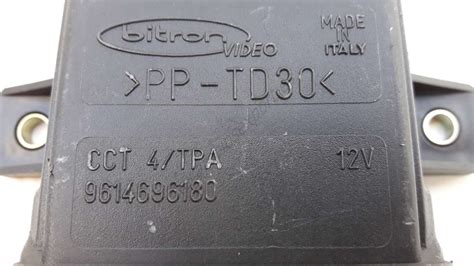 bitron
VIDEO
MADE IN ITALY
>PP-TD30<
CCT 4/TPA 12V
9614696180